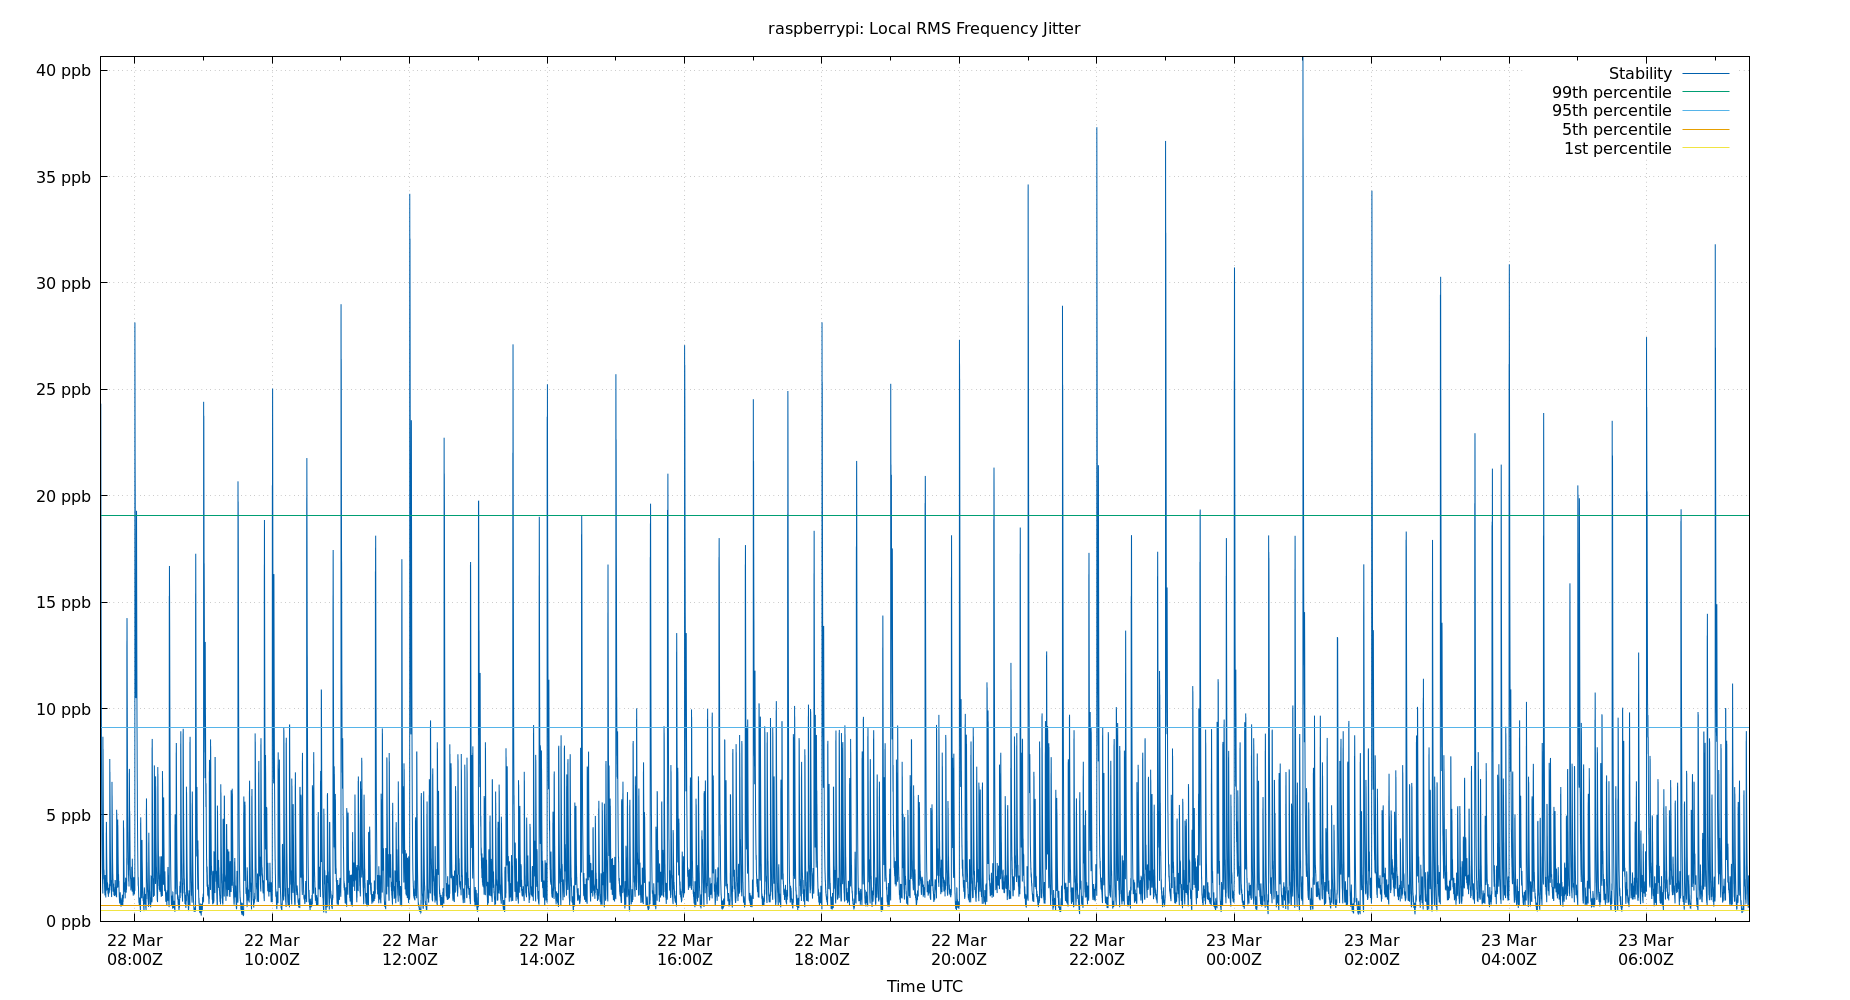 raspberrypi: Local RMS Frequency Jitter
40 ppb
35 ppb
30 ppb
25 ppb
20 ppb
15 ppb
10 ppb
5 ppb
0 ppb
Stability
99th percentile
95th percentile
5th percentile
1st percentile
22 Mar 22 Mar 22 Mar 22 Mar 22 Mar 22 Mar 22 Mar 22 Mar 23 Mar 23 Mar 23 Mar 23 Mar
08:00Z 10:00Z 12:00Z 14:00Z 16:00Z 18:00Z 20:00Z 22:00Z 00:00Z 02:00Z 04:00Z 06:00Z
Time UTC